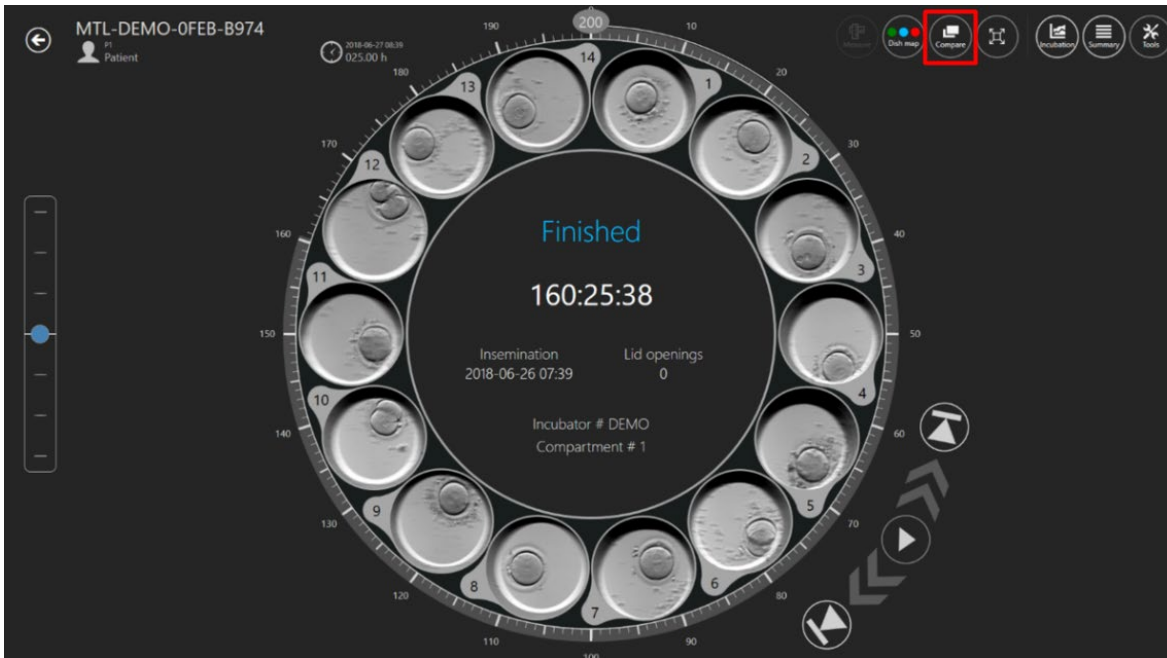 MTL-DEMO-0FEB-B974
P1
Patient
2018-06-27 08:39
025.00 h
Measure
Dish map
Compare
Incubation
Summary
Tools
200
10
20
30
40
50
60
70
80
90
100
110
120
130
140
150
160
170
180
190
1
2
3
4
5
6
7
8
9
10
11
12
13
14
Finished
160:25:38
Insemination Lid openings
2018-06-26 07:39 0
Incubator # DEMO
Compartment # 1